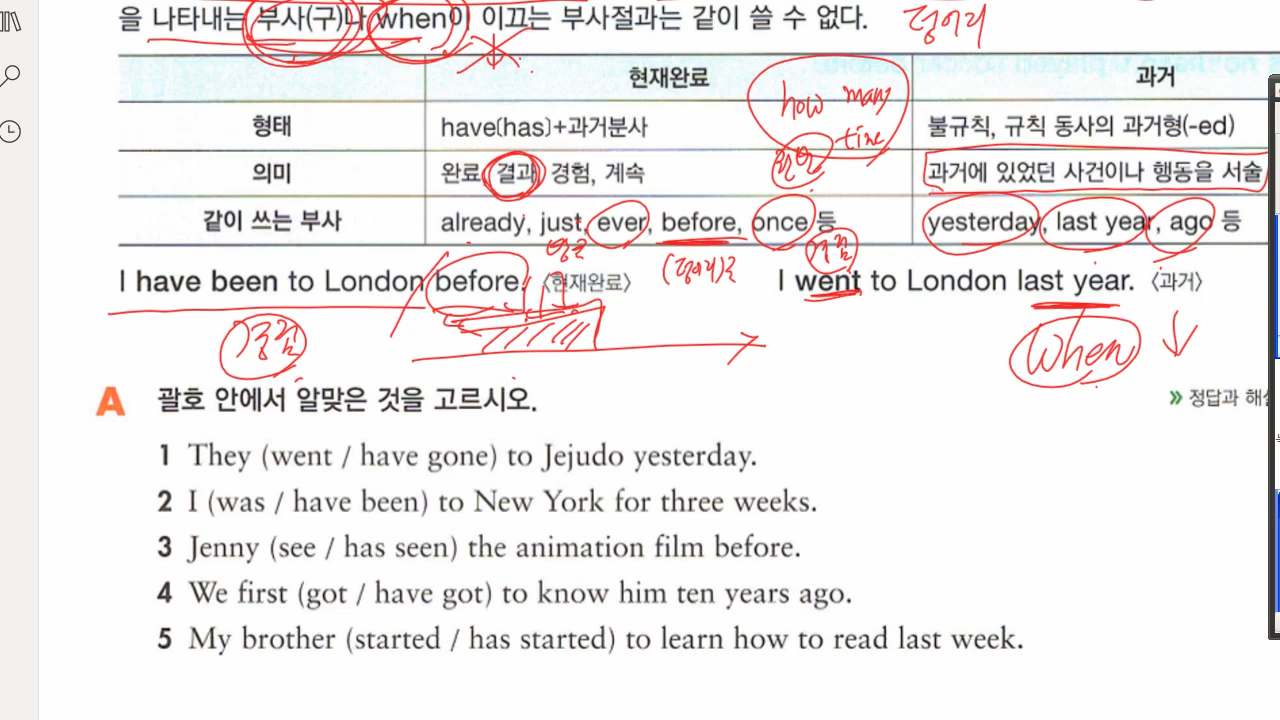 을 나타내는 부사(구)나 when이 이끄는 부사절과는 같이 쓸 수 없다. 덩어리
현재완료 how many time 과거
형태 have(has)+과거분사 불규칙, 규칙 동사의 과거형(-ed)
의미 완료, 결과, 경험, 계속 과거에 있었던 사건이나 행동을 서술
같이 쓰는 부사 already, just, ever, before, once 등 yesterday, last year, ago 등
(덩어리)로
I have been to London before. 〈현재완료〉 I went to London last year. 〈과거〉
When
A 괄호 안에서 알맞은 것을 고르시오.
» 정답과 해설
1 They (went / have gone) to Jejudo yesterday.
2 I (was / have been) to New York for three weeks.
3 Jenny (see / has seen) the animation film before.
4 We first (got / have got) to know him ten years ago.
5 My brother (started / has started) to learn how to read last week.